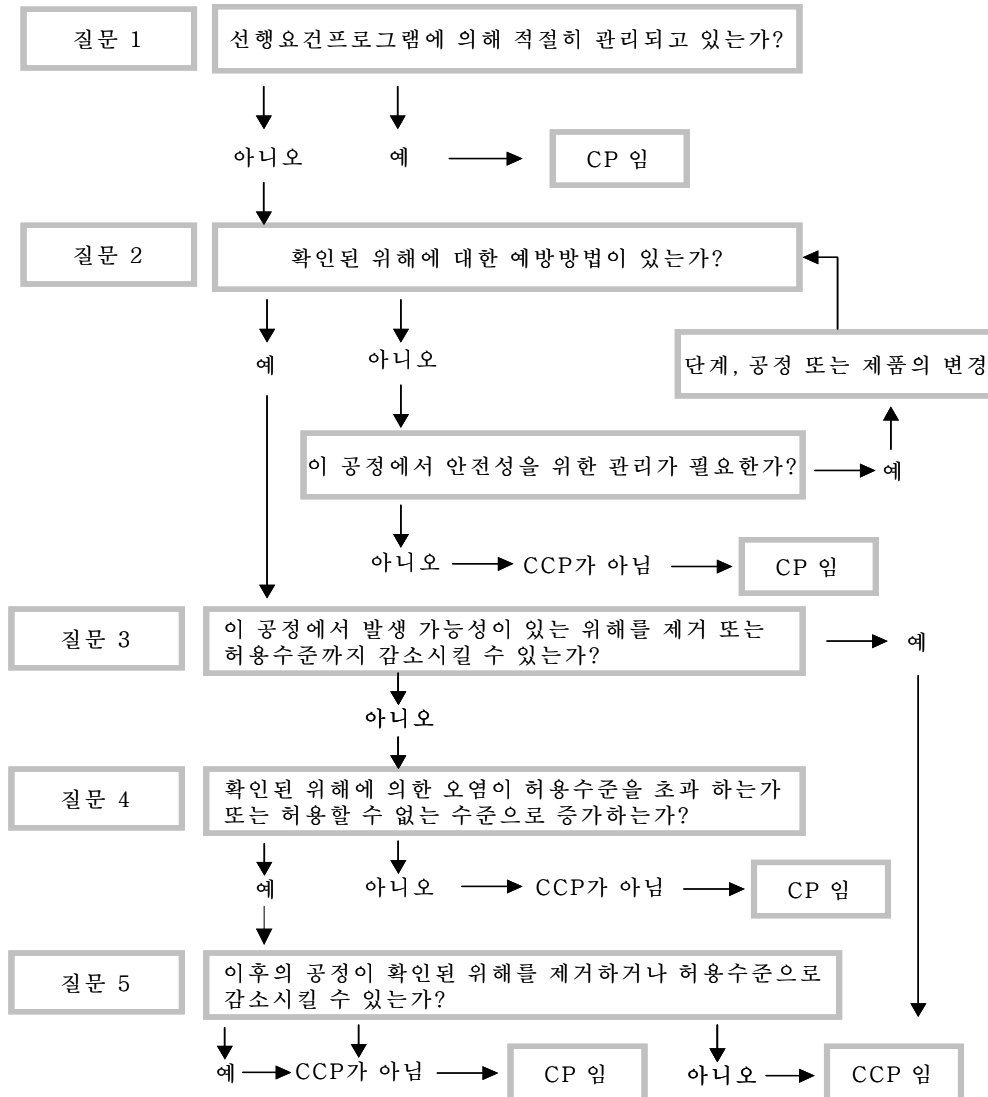 질문 1
선행요건프로그램에 의해 적절히 관리되고 있는가?
아니오
예
CP 임
질문 2
확인된 위해에 대한 예방방법이 있는가?
예
아니오
단계, 공정 또는 제품의 변경
이 공정에서 안전성을 위한 관리가 필요한가?
예
아니오
CCP가 아님
CP 임
질문 3
이 공정에서 발생 가능성이 있는 위해를 제거 또는
허용수준까지 감소시킬 수 있는가?
예
아니오
질문 4
확인된 위해에 의한 오염이 허용수준을 초과 하는가
또는 허용할 수 없는 수준으로 증가하는가?
예
아니오
CCP가 아님
CP 임
질문 5
이후의 공정이 확인된 위해를 제거하거나 허용수준으로
감소시킬 수 있는가?
예
CCP가 아님
CP 임
아니오
CCP 임